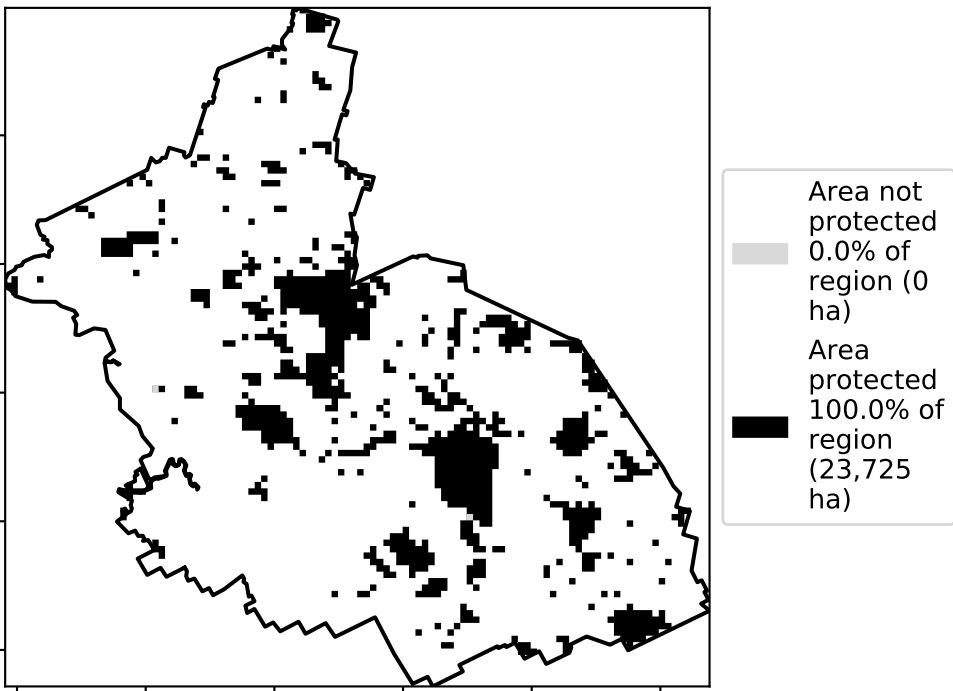 Area not
protected
0.0% of
region (0
ha)
Area
protected
100.0% of
region
(23,725
ha)